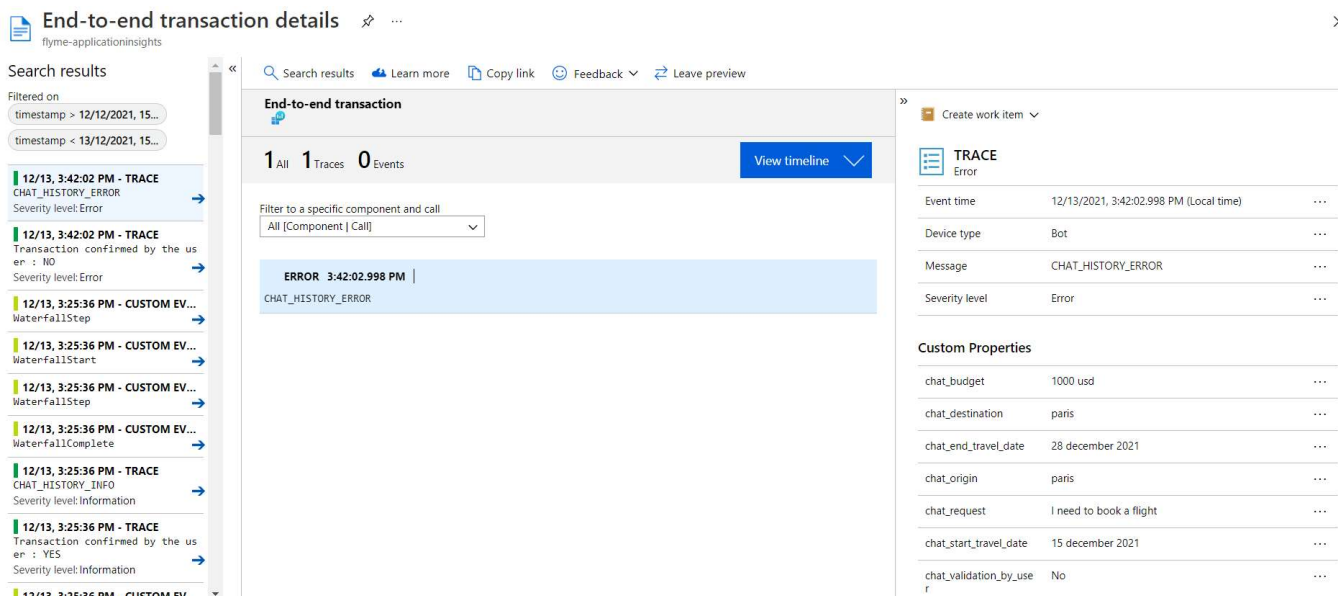 End-to-end transaction details
flyme-applicationinsights
Search results
Filtered on
timestamp > 12/12/2021, 15...
timestamp < 13/12/2021, 15...
12/13, 3:42:02 PM - TRACE
CHAT_HISTORY_ERROR
Severity level: Error
12/13, 3:42:02 PM - TRACE
Transaction confirmed by the us
er : NO
Severity level: Error
12/13, 3:25:36 PM - CUSTOM EV...
WaterfallStep
12/13, 3:25:36 PM - CUSTOM EV...
WaterfallStart
12/13, 3:25:36 PM - CUSTOM EV...
WaterfallStep
12/13, 3:25:36 PM - CUSTOM EV...
WaterfallComplete
12/13, 3:25:36 PM - TRACE
CHAT_HISTORY_INFO
Severity level: Information
12/13, 3:25:36 PM - TRACE
Transaction confirmed by the us
er : YES
Severity level: Information
12/13, 3:25:36 PM - CUSTOM EV...
Search results Learn more Copy link Feedback Leave preview
End-to-end transaction
1 All 1 Traces 0 Events
View timeline
Filter to a specific component and call
All [Component | Call]
ERROR 3:42:02.998 PM
CHAT_HISTORY_ERROR
Create work item
TRACE
Error
Event time 12/13/2021, 3:42:02.998 PM (Local time) ...
Device type Bot ...
Message CHAT_HISTORY_ERROR ...
Severity level Error ...
Custom Properties
chat_budget 1000 usd ...
chat_destination paris ...
chat_end_travel_date 28 december 2021 ...
chat_origin paris ...
chat_request I need to book a flight ...
chat_start_travel_date 15 december 2021 ...
chat_validation_by_use No ...
r